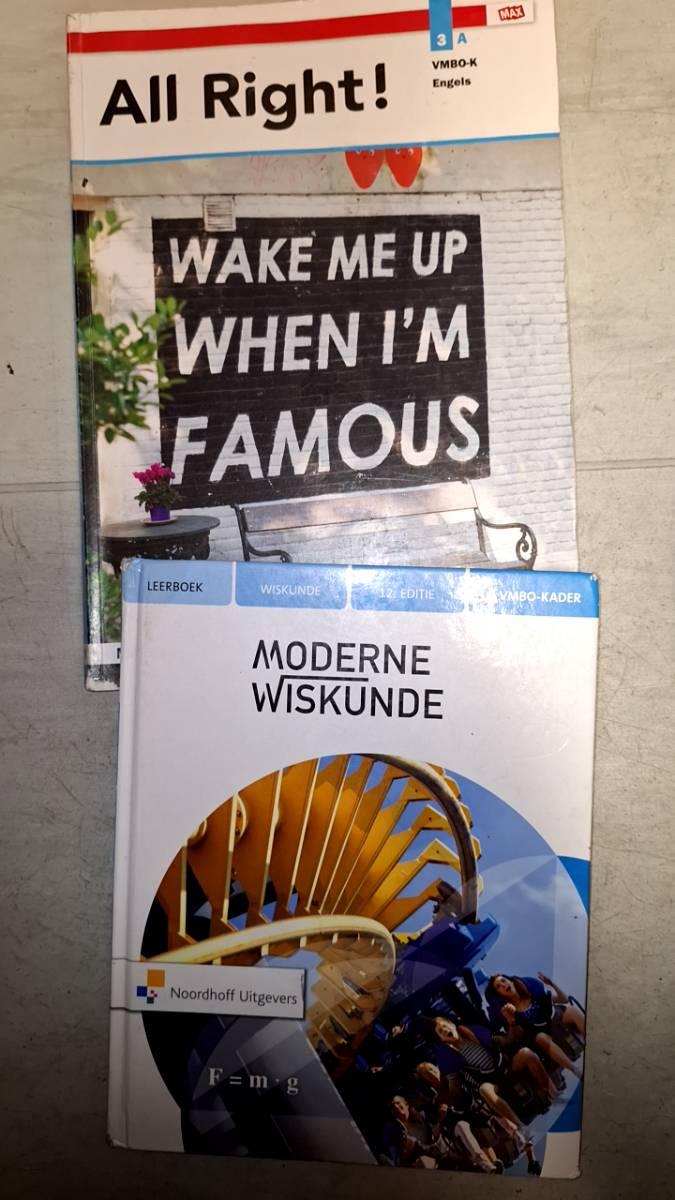 MAX
3 A
VMBO-K
Engels
All Right!
WAKE ME UP
WHEN I'M
FAMOUS
LEERBOEK WISKUNDE 12E EDITIE VMBO-KADER
MODERNE
WISKUNDE
Noordhoff Uitgevers
F = m · g